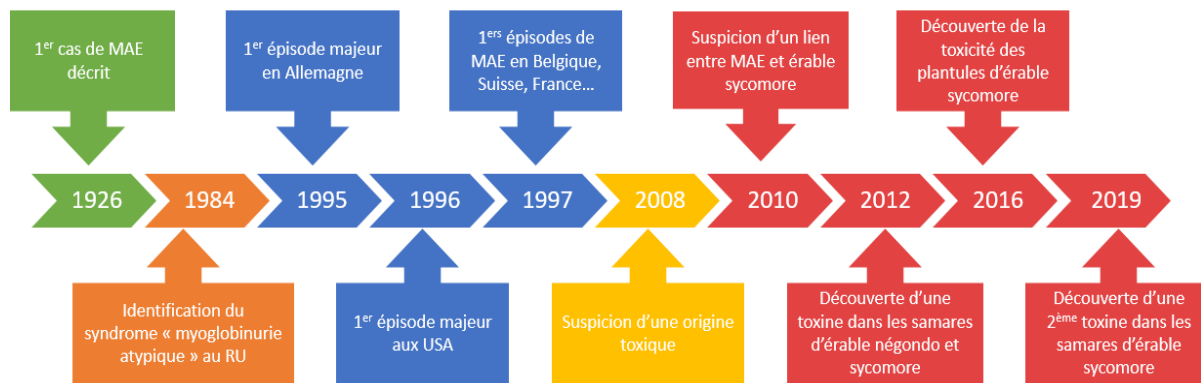 1er cas de MAE
décrit
1er épisode majeur
en Allemagne
1ers épisodes de
MAE en Belgique,
Suisse, France…
Suspicion d’un lien
entre MAE et érable
sycomore
Découverte de la
toxicité des
plantules d’érable
sycomore
1926
1984
1995
1996
1997
2008
2010
2012
2016
2019
Identification du
syndrome « myoglobinurie
atypique » au RU
1er épisode majeur
aux USA
Suspicion d’une origine
toxique
Découverte d’une
toxine dans les samares
d’érable négondo et
sycomore
Découverte d’une
2ème toxine dans les
samares d’érable
sycomore